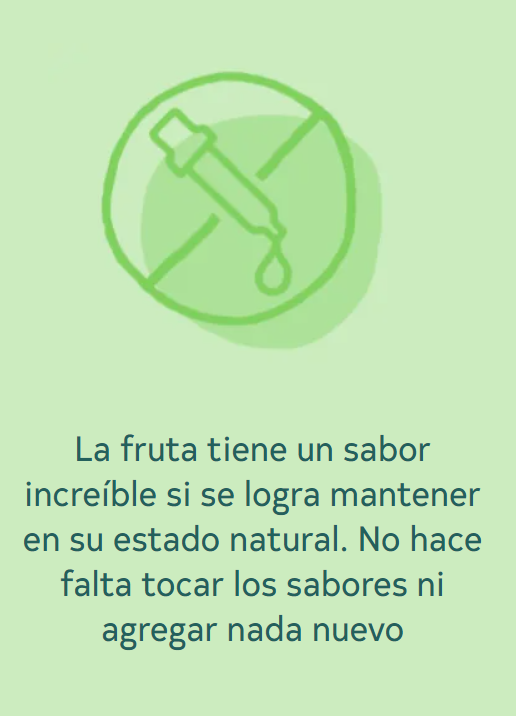 La fruta tiene un sabor
increíble si se logra mantener
en su estado natural. No hace
falta tocar los sabores ni
agregar nada nuevo